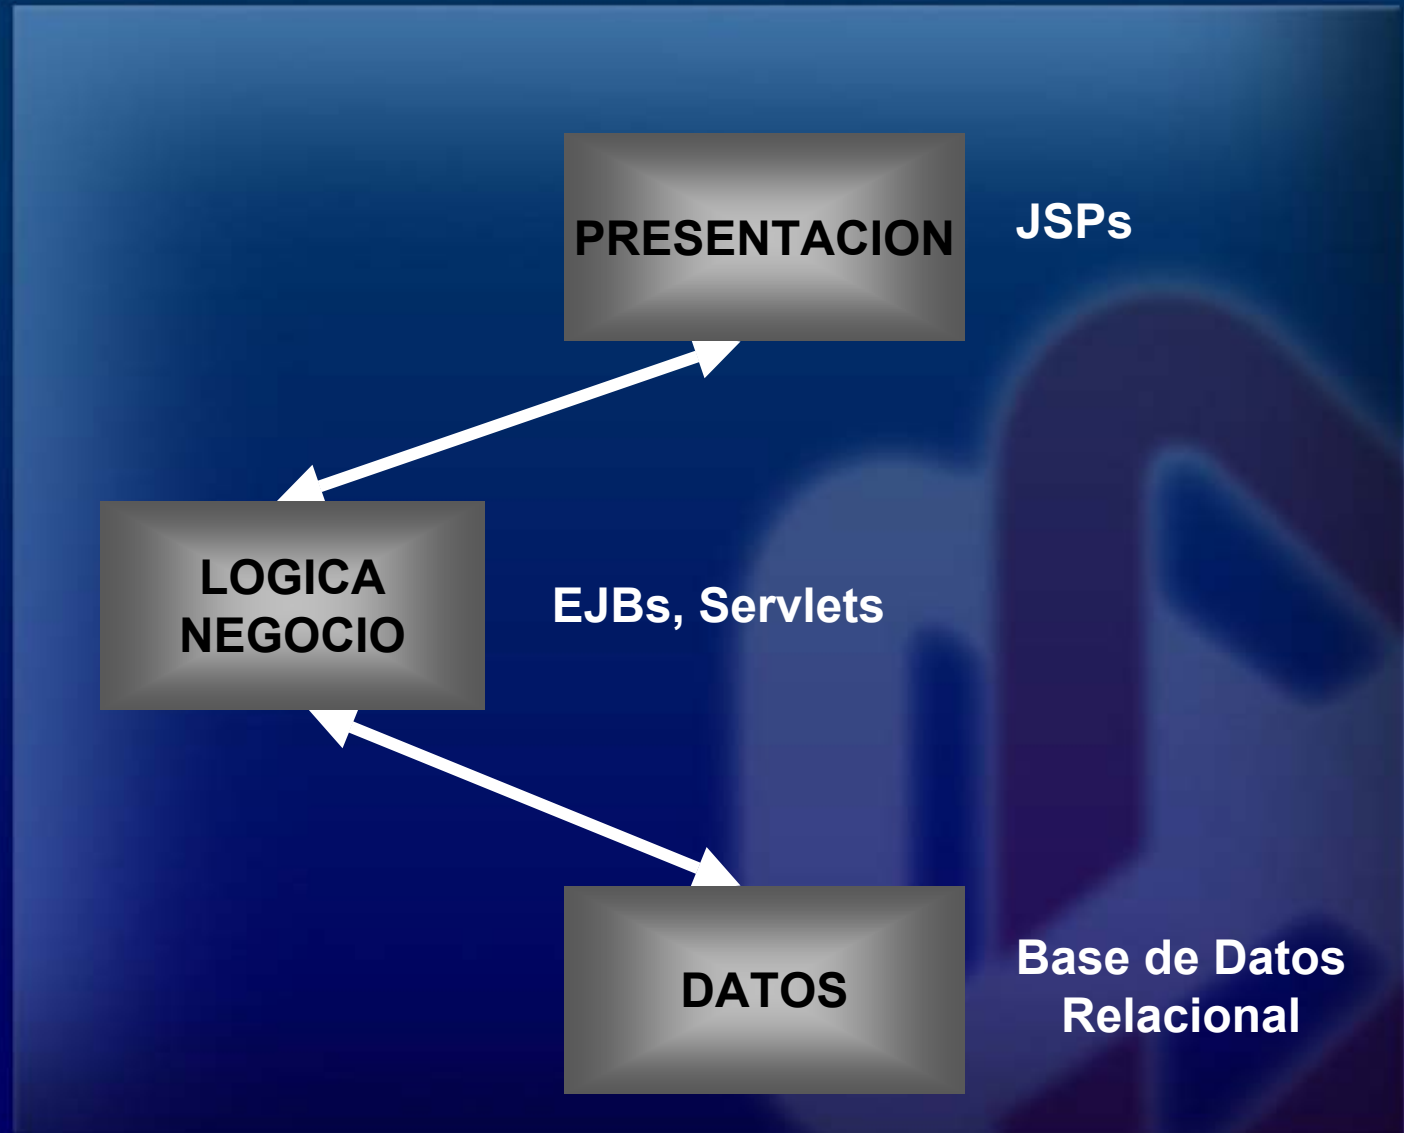 PRESENTACION
JSPs
LOGICA
NEGOCIO
EJBs, Servlets
DATOS
Base de Datos
Relacional